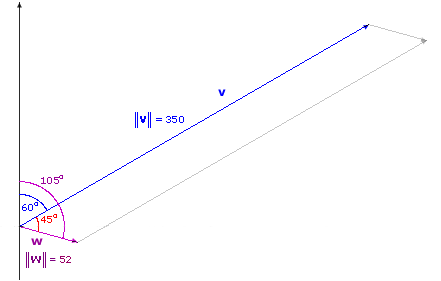 v
‖v‖ = 350
105°
60°
45°
w
‖w‖ = 52